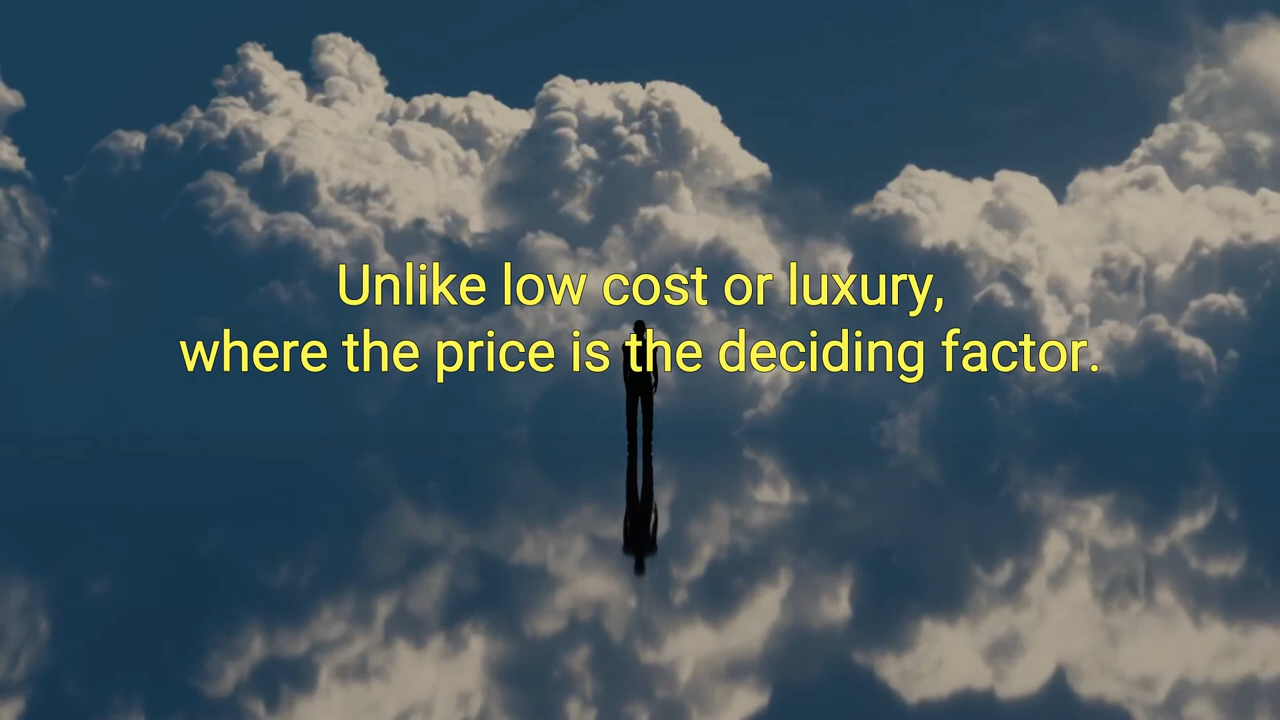 Unlike low cost or luxury,
where the price is the deciding factor.